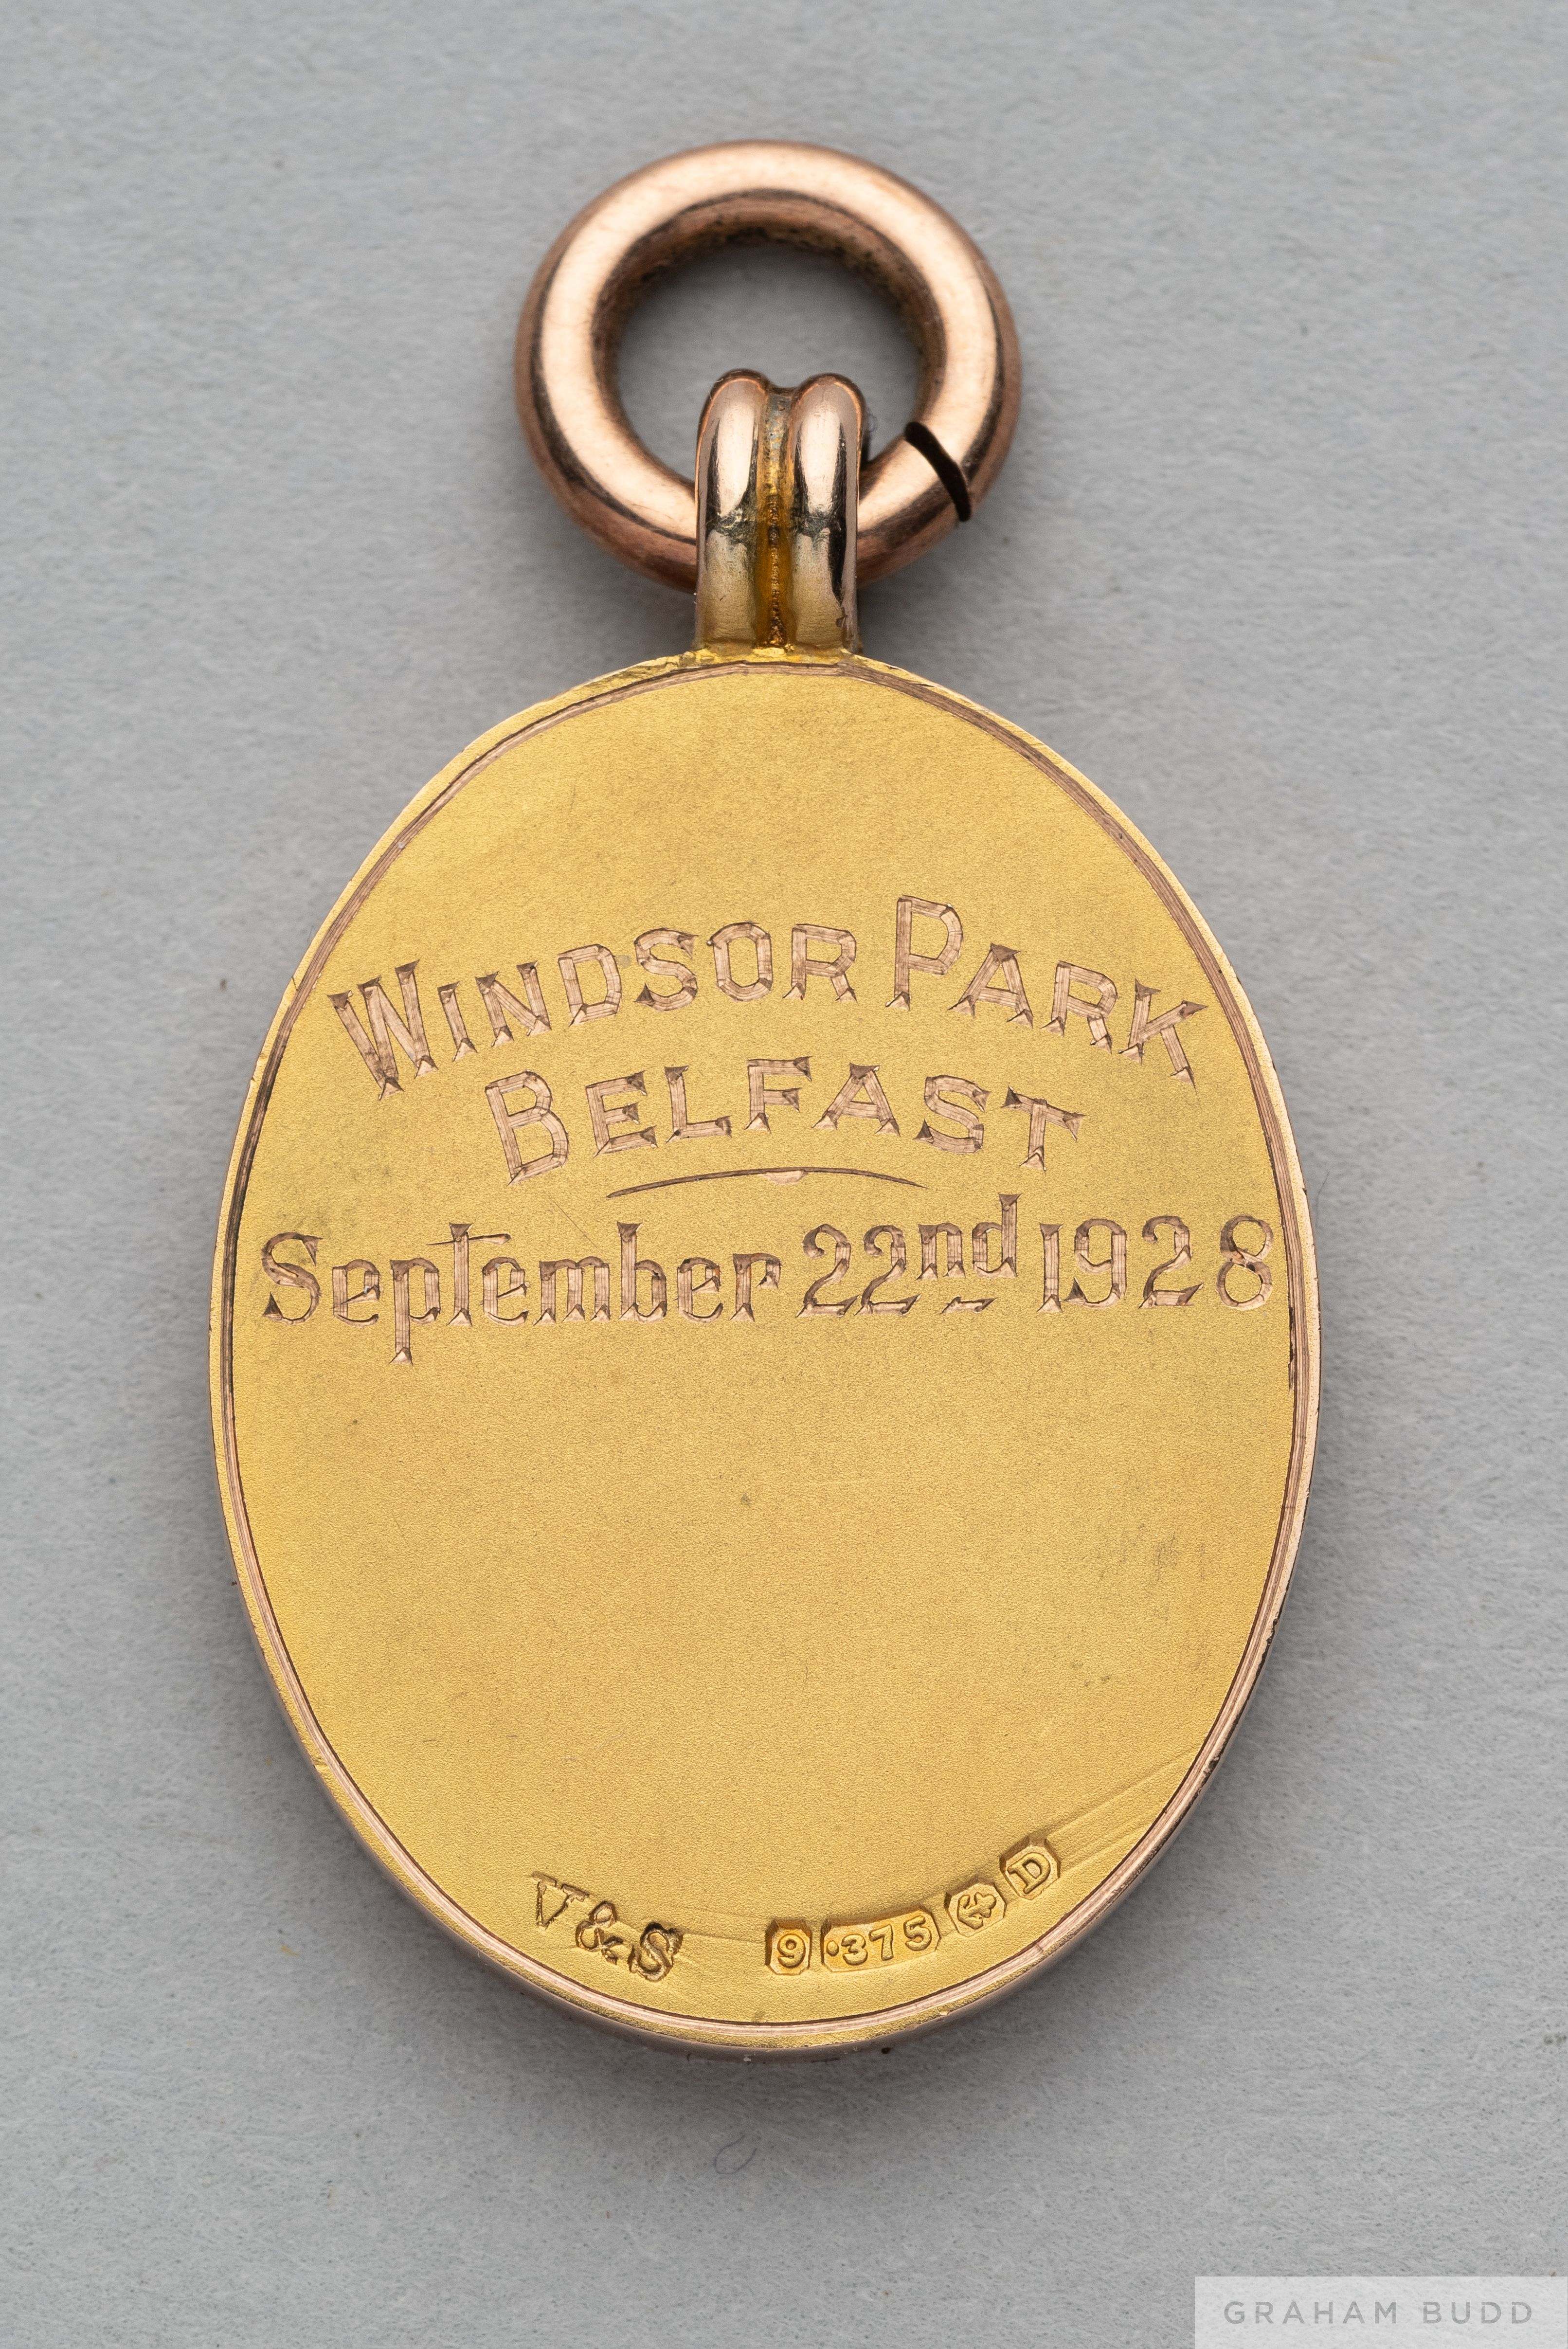 WINDSOR PARK
BELFAST
September 22nd 1928
V&S 9 .375 D
GRAHAM BUDD